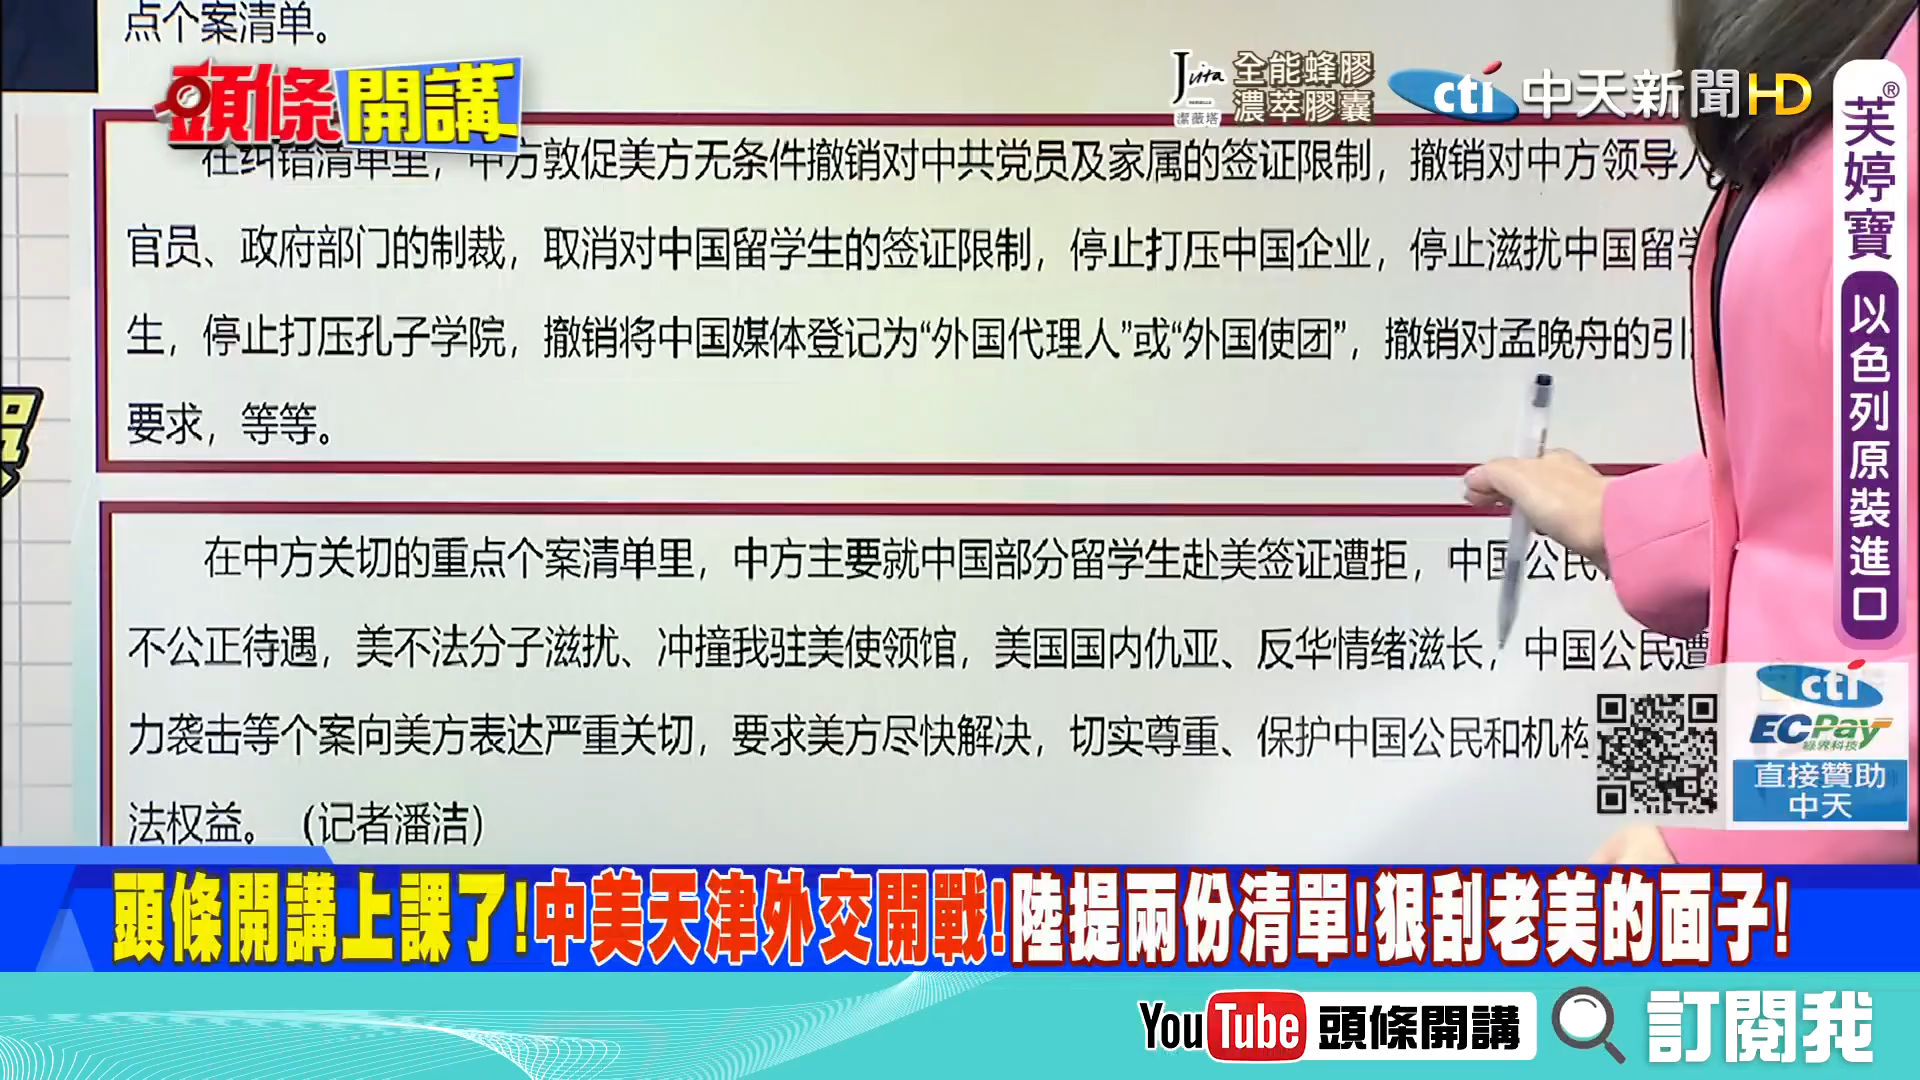 点个案清单。
頭條開講
Jvita
潔薇塔
全能蜂膠
濃萃膠囊
cti 中天新聞HD
在纠错清单里，中方敦促美方无条件撤销对中共党员及家属的签证限制，撤销对中方领导人
官员、政府部门的制裁，取消对中国留学生的签证限制，停止打压中国企业，停止滋扰中国留学
生，停止打压孔子学院，撤销将中国媒体登记为“外国代理人”或“外国使团”，撤销对孟晚舟的引
要求，等等。
在中方关切的重点个案清单里，中方主要就中国部分留学生赴美签证遭拒，中国公民
不公正待遇，美不法分子滋扰、冲撞我驻美使领馆，美国国内仇亚、反华情绪滋长，中国公民遭
力袭击等个案向美方表达严重关切，要求美方尽快解决，切实尊重、保护中国公民和机构
法权益。（记者潘洁）
芙婷寶®
以色列原裝進口
cti
ECPay
綠界科技
直接贊助
中天
頭條開講上課了!中美天津外交開戰!陸提兩份清單!狠刮老美的面子!
YouTube 頭條開講 訂閱我